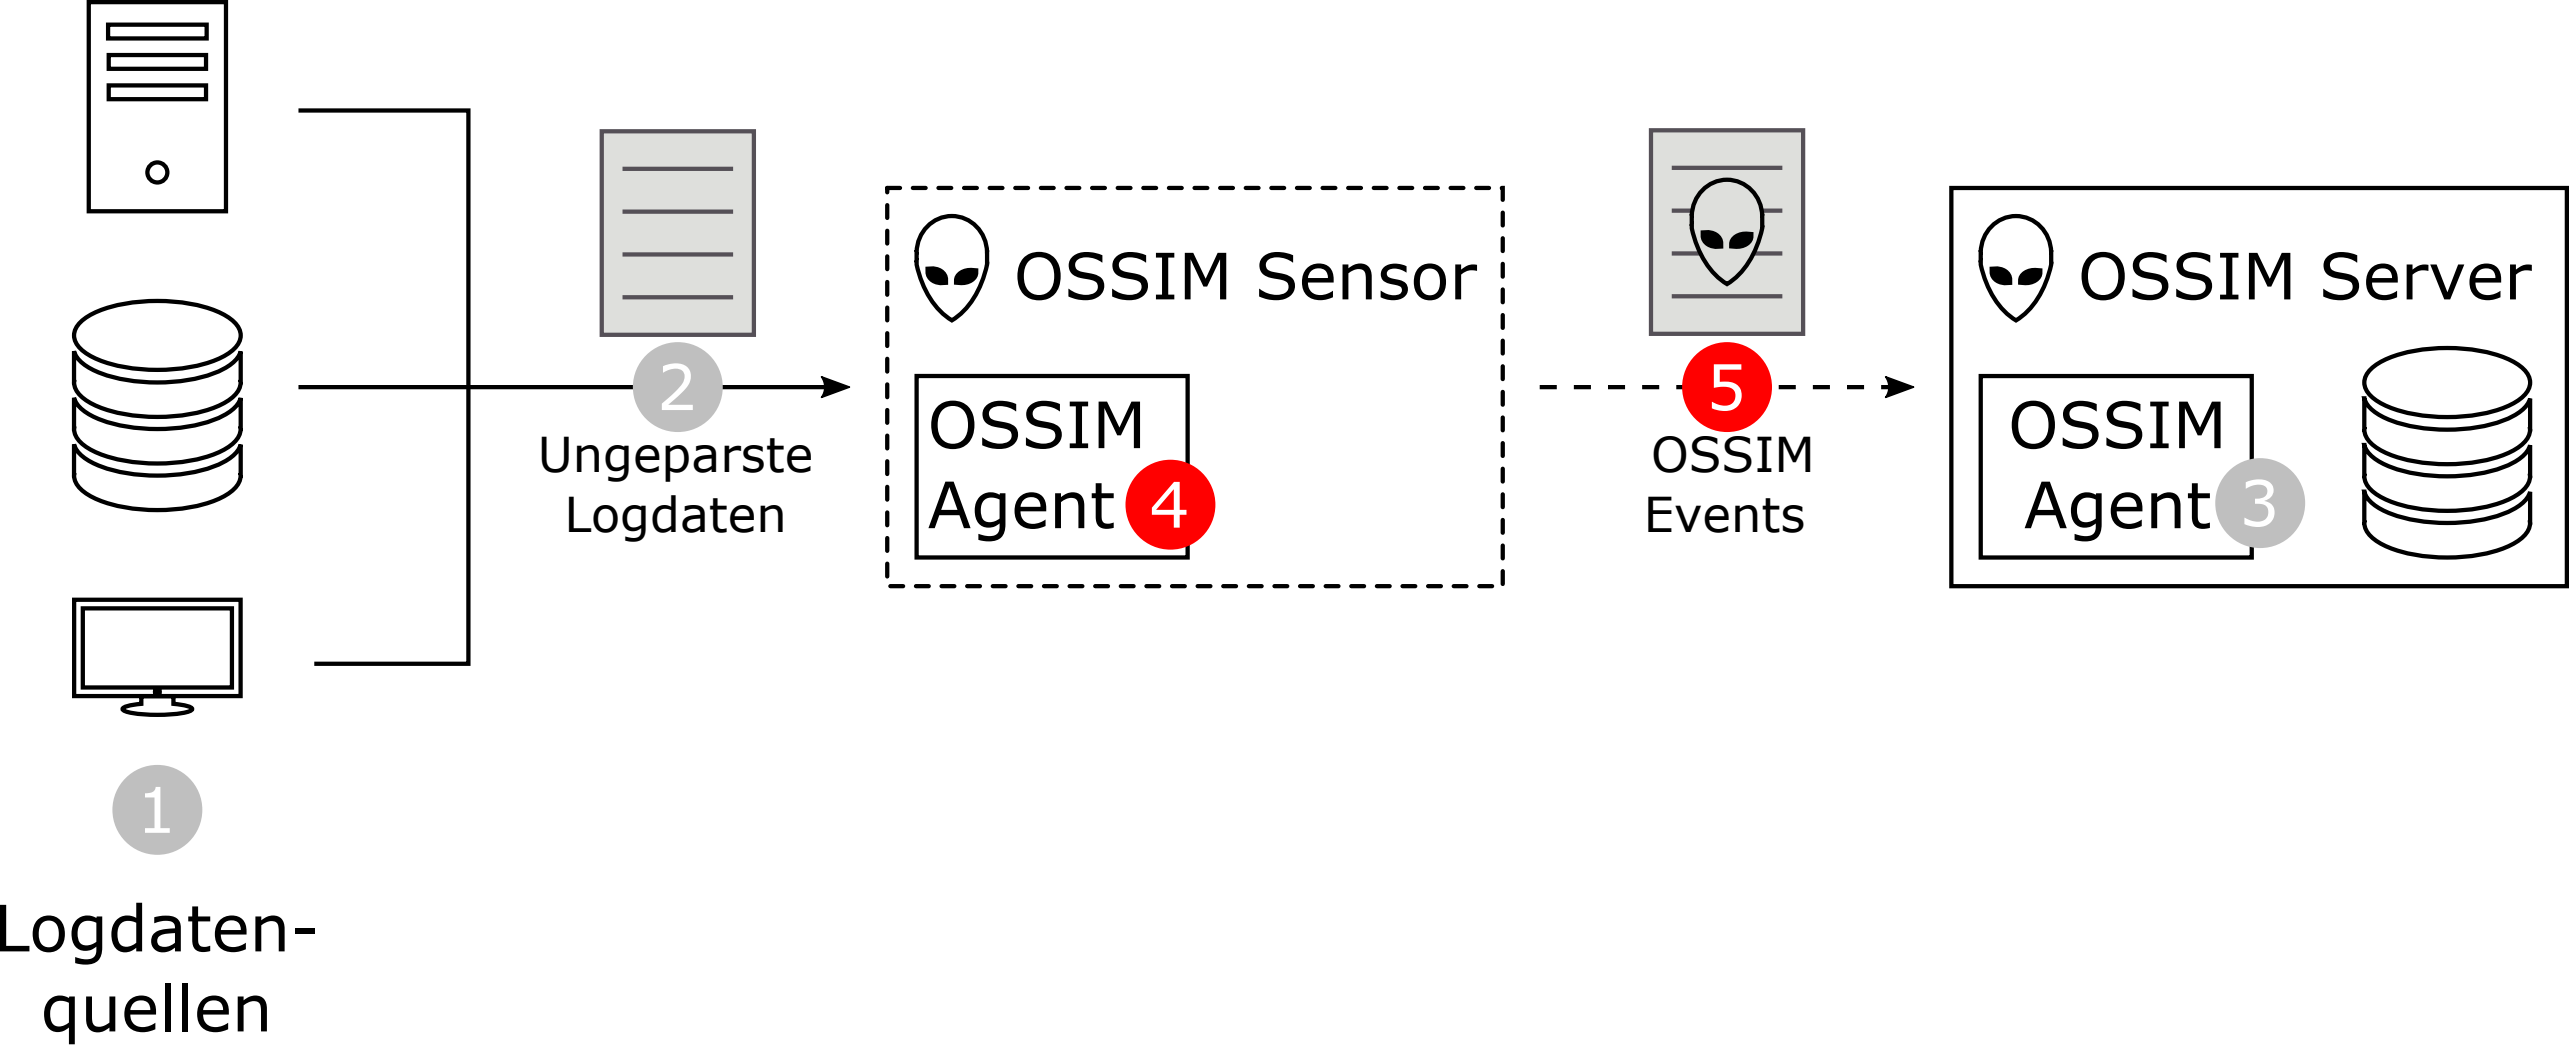 2
Ungeparste
Logdaten
OSSIM Sensor
OSSIM
Agent 4
5
OSSIM
Events
OSSIM Server
OSSIM
Agent 3
1
Logdaten-
quellen